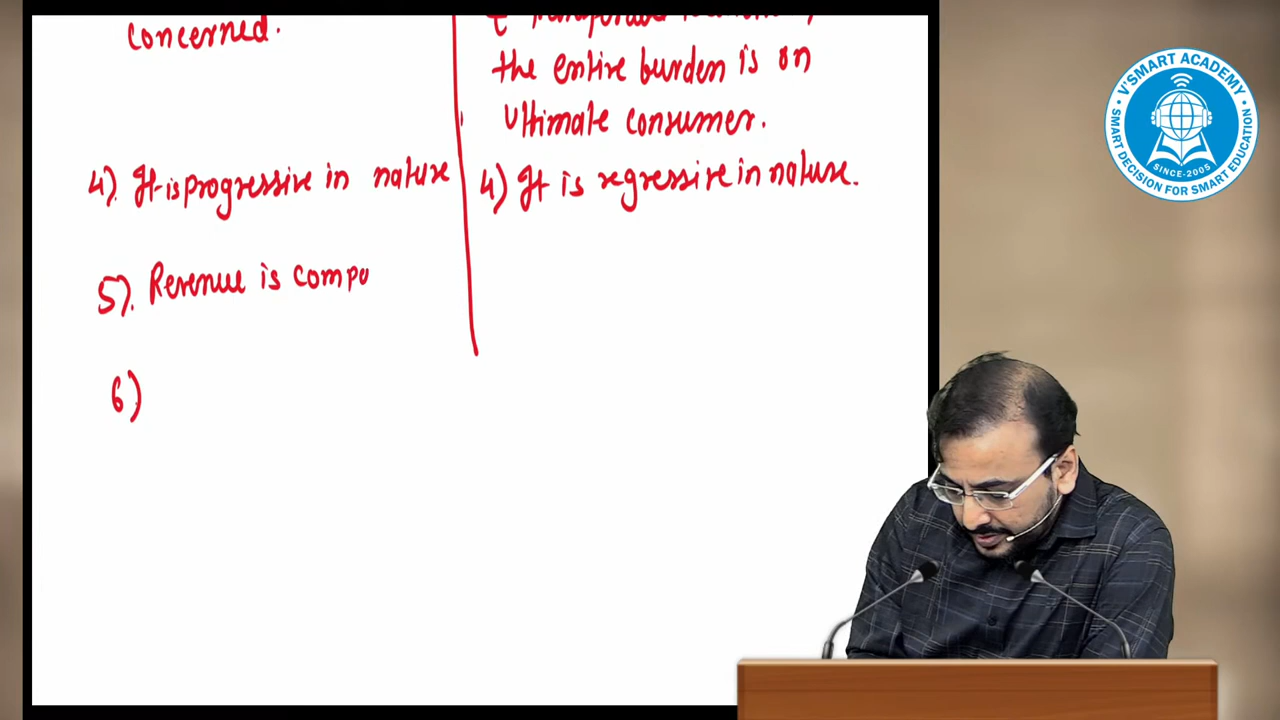 concerned.
the entire burden is on
ultimate consumer.
4). It is progressive in nature
4) It is regressive in nature.
5). Revenue is compa
6)
V'SMART ACADEMY
SINCE-2005
SMART DECISION FOR SMART EDUCATION